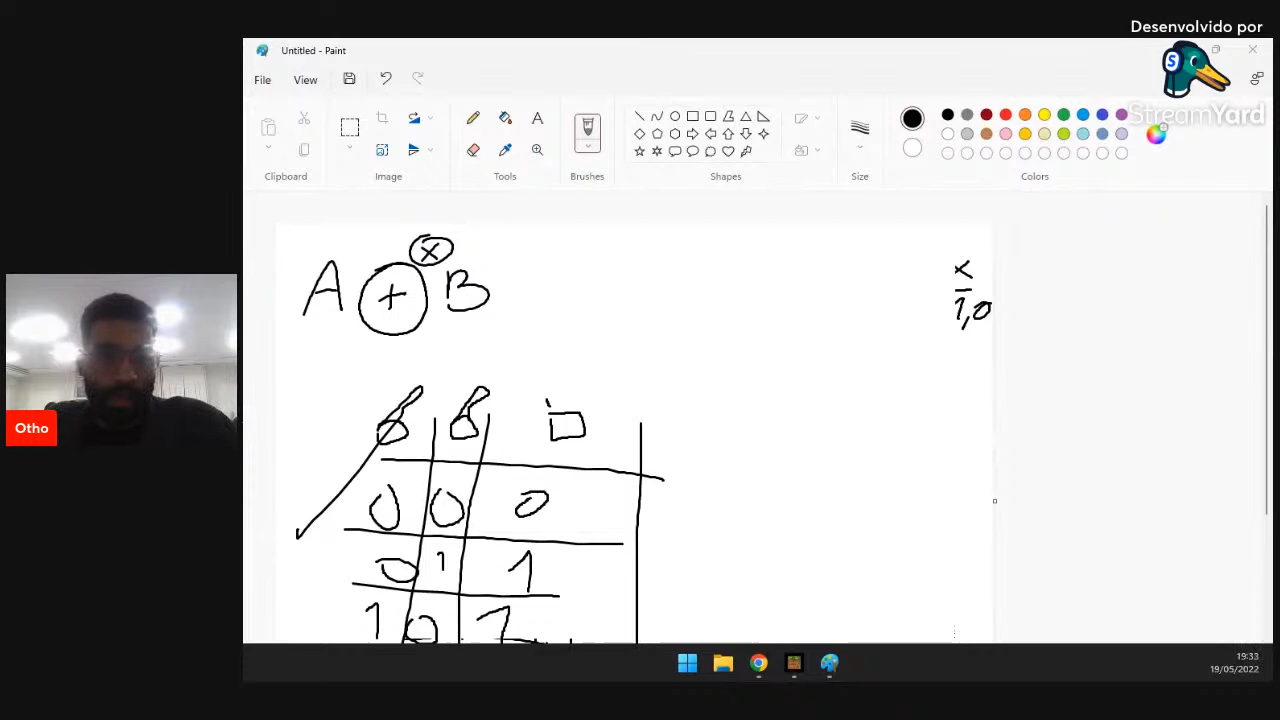 Desenvolvido por
StreamYard
Untitled - Paint
File View
Clipboard Image Tools Brushes Shapes Size Colors
x
A + B
x
1,0
0 0 0
0 1 1
1 0 1
Otho
19:33
19/05/2022